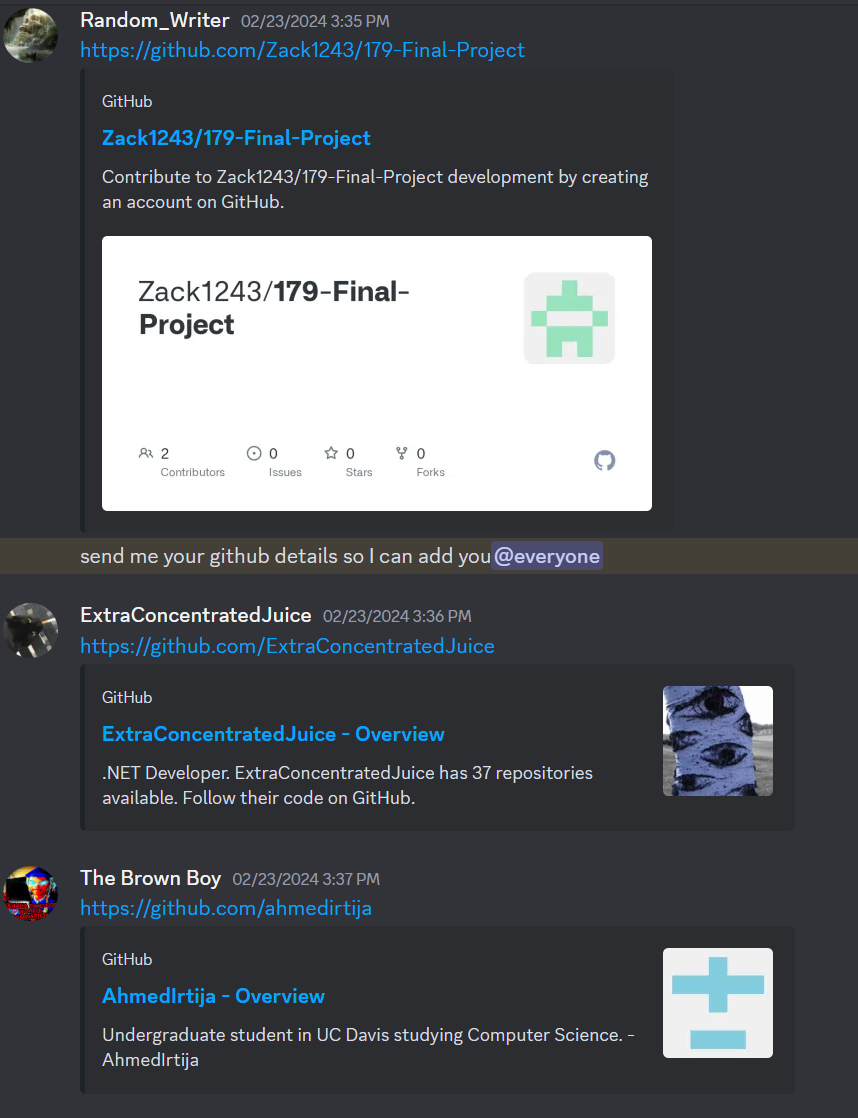 Random_Writer 02/23/2024 3:35 PM
https://github.com/Zack1243/179-Final-Project
GitHub
Zack1243/179-Final-Project
Contribute to Zack1243/179-Final-Project development by creating
an account on GitHub.
Zack1243/179-Final-
Project
2 0 0 0
Contributors Issues Stars Forks
send me your github details so I can add you @everyone
ExtraConcentratedJuice 02/23/2024 3:36 PM
https://github.com/ExtraConcentratedJuice
GitHub
ExtraConcentratedJuice - Overview
.NET Developer. ExtraConcentratedJuice has 37 repositories
available. Follow their code on GitHub.
The Brown Boy 02/23/2024 3:37 PM
https://github.com/ahmedirtija
GitHub
AhmedIrtija - Overview
Undergraduate student in UC Davis studying Computer Science. -
AhmedIrtija